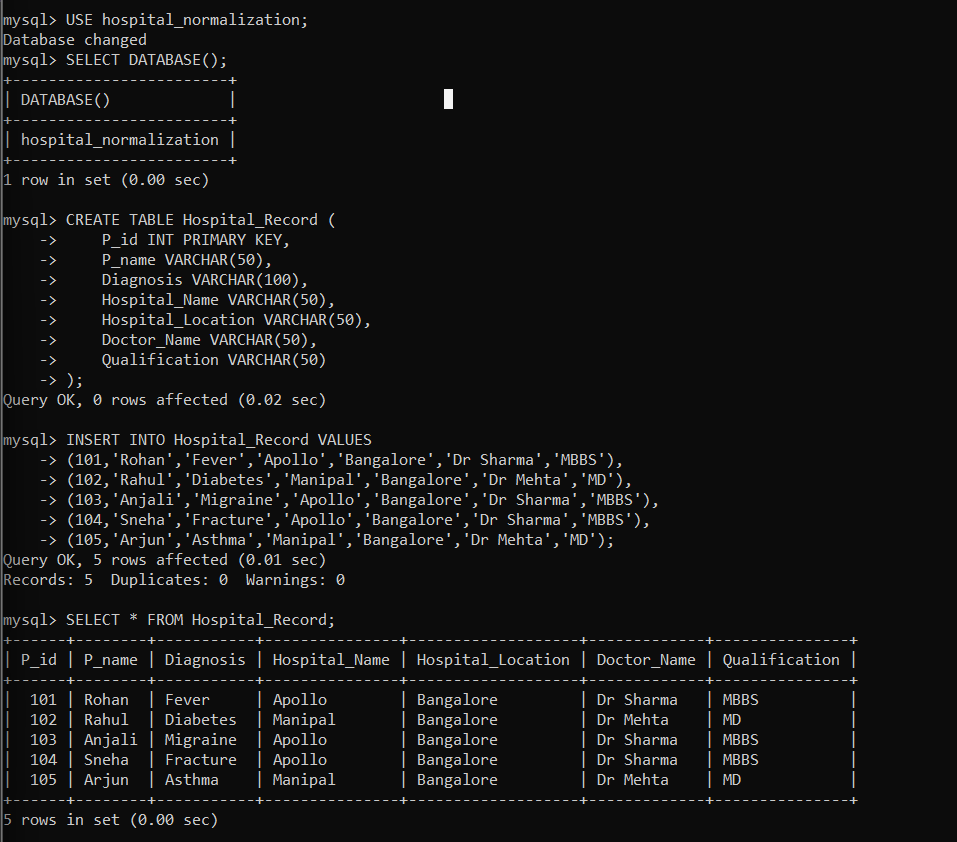 mysql> USE hospital_normalization;
Database changed
mysql> SELECT DATABASE();
+------------------------+
| DATABASE()             |
+------------------------+
| hospital_normalization |
+------------------------+
1 row in set (0.00 sec)

mysql> CREATE TABLE Hospital_Record (
    ->     P_id INT PRIMARY KEY,
    ->     P_name VARCHAR(50),
    ->     Diagnosis VARCHAR(100),
    ->     Hospital_Name VARCHAR(50),
    ->     Hospital_Location VARCHAR(50),
    ->     Doctor_Name VARCHAR(50),
    ->     Qualification VARCHAR(50)
    -> );
Query OK, 0 rows affected (0.02 sec)

mysql> INSERT INTO Hospital_Record VALUES
    -> (101,'Rohan','Fever','Apollo','Bangalore','Dr Sharma','MBBS'),
    -> (102,'Rahul','Diabetes','Manipal','Bangalore','Dr Mehta','MD'),
    -> (103,'Anjali','Migraine','Apollo','Bangalore','Dr Sharma','MBBS'),
    -> (104,'Sneha','Fracture','Apollo','Bangalore','Dr Sharma','MBBS'),
    -> (105,'Arjun','Asthma','Manipal','Bangalore','Dr Mehta','MD');
Query OK, 5 rows affected (0.01 sec)
Records: 5  Duplicates: 0  Warnings: 0

mysql> SELECT * FROM Hospital_Record;
+------+--------+-----------+---------------+-------------------+-------------+---------------+
| P_id | P_name | Diagnosis | Hospital_Name | Hospital_Location | Doctor_Name | Qualification |
+------+--------+-----------+---------------+-------------------+-------------+---------------+
|  101 | Rohan  | Fever     | Apollo        | Bangalore         | Dr Sharma   | MBBS          |
|  102 | Rahul  | Diabetes  | Manipal       | Bangalore         | Dr Mehta    | MD            |
|  103 | Anjali | Migraine  | Apollo        | Bangalore         | Dr Sharma   | MBBS          |
|  104 | Sneha  | Fracture  | Apollo        | Bangalore         | Dr Sharma   | MBBS          |
|  105 | Arjun  | Asthma    | Manipal       | Bangalore         | Dr Mehta    | MD            |
+------+--------+-----------+---------------+-------------------+-------------+---------------+
5 rows in set (0.00 sec)